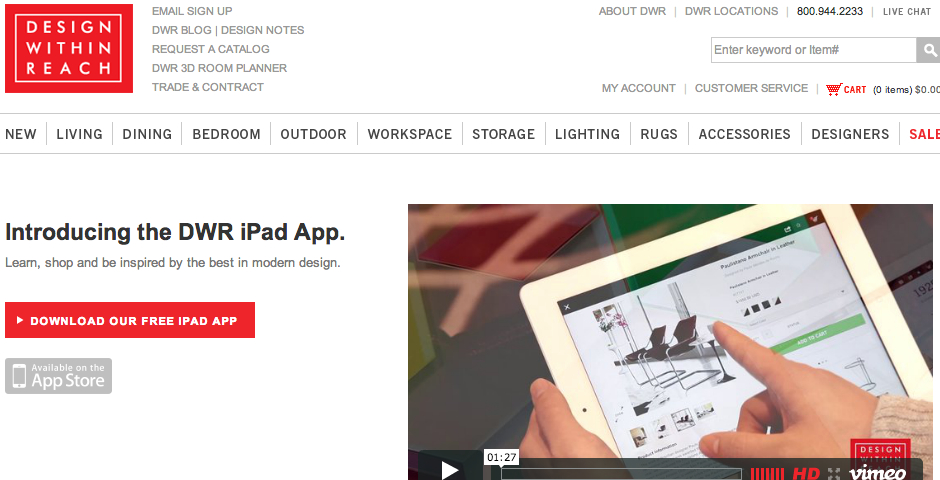 DESIGN
WITHIN
REACH
EMAIL SIGN UP
DWR BLOG | DESIGN NOTES
REQUEST A CATALOG
DWR 3D ROOM PLANNER
TRADE & CONTRACT
ABOUT DWR | DWR LOCATIONS | 800.944.2233 | LIVE CHAT
Enter keyword or Item#
MY ACCOUNT | CUSTOMER SERVICE | CART (0 items) $0.00
NEW LIVING DINING BEDROOM OUTDOOR WORKSPACE STORAGE LIGHTING RUGS ACCESSORIES DESIGNERS SALE
Introducing the DWR iPad App.
Learn, shop and be inspired by the best in modern design.
DOWNLOAD OUR FREE IPAD APP
Available on the
App Store
Paulistano Armchair in Leather
ADD TO CART
Product Information
DESIGN
WITHIN
01:27
HD vimeo